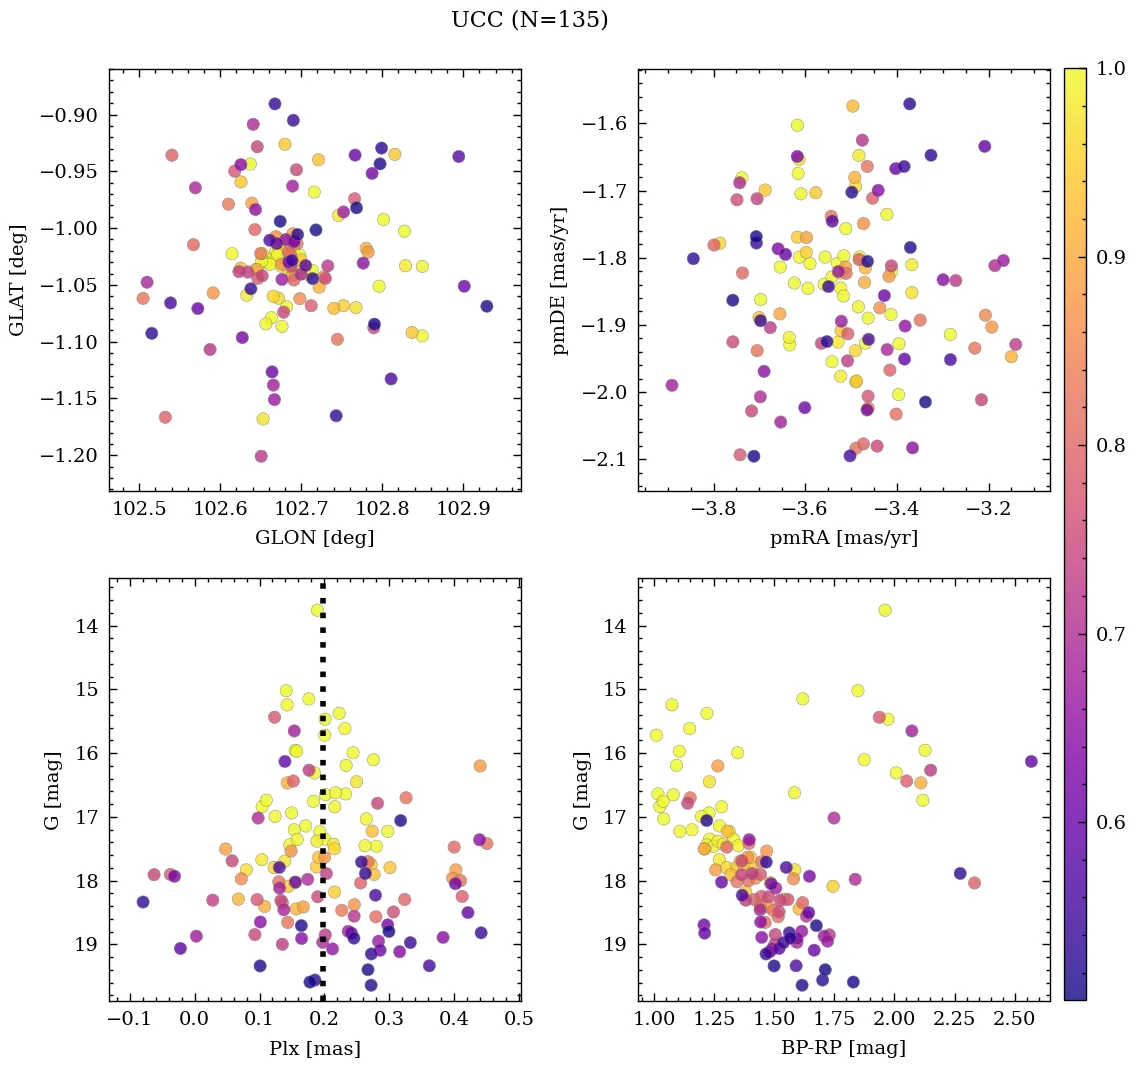 UCC (N=135)
−0.90
−0.95
−1.00
−1.05
−1.10
−1.15
−1.20
GLAT [deg]
102.5 102.6 102.7 102.8 102.9
GLON [deg]
−1.6
−1.7
−1.8
−1.9
−2.0
−2.1
pmDE [mas/yr]
−3.8 −3.6 −3.4 −3.2
pmRA [mas/yr]
1.0
0.9
0.8
0.7
0.6
14
15
16
17
18
19
G [mag]
−0.1 0.0 0.1 0.2 0.3 0.4 0.5
Plx [mas]
14
15
16
17
18
19
G [mag]
1.00 1.25 1.50 1.75 2.00 2.25 2.50
BP-RP [mag]